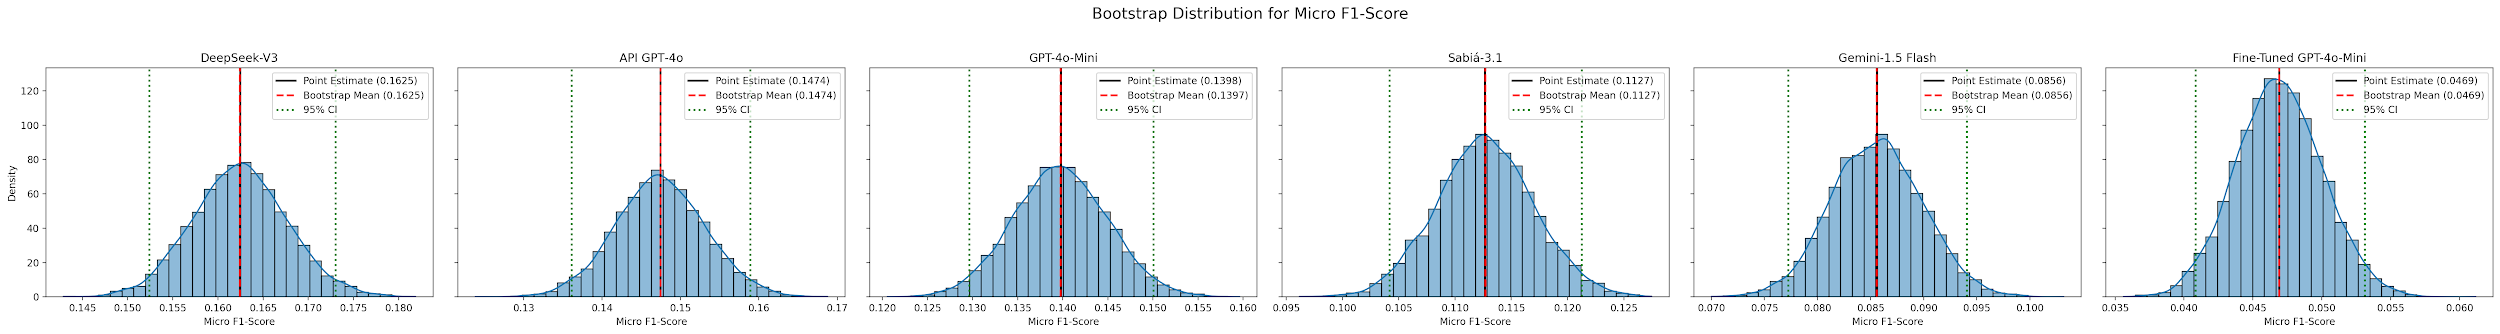 Bootstrap Distribution for Micro F1-Score
DeepSeek-V3
Point Estimate (0.1625)
Bootstrap Mean (0.1625)
95% CI
Density
0
20
40
60
80
100
120
0.145 0.150 0.155 0.160 0.165 0.170 0.175 0.180
Micro F1-Score
API GPT-4o
Point Estimate (0.1474)
Bootstrap Mean (0.1474)
95% CI
0.13 0.14 0.15 0.16 0.17
Micro F1-Score
GPT-4o-Mini
Point Estimate (0.1398)
Bootstrap Mean (0.1397)
95% CI
0.120 0.125 0.130 0.135 0.140 0.145 0.150 0.155 0.160
Micro F1-Score
Sabiá-3.1
Point Estimate (0.1127)
Bootstrap Mean (0.1127)
95% CI
0.095 0.100 0.105 0.110 0.115 0.120 0.125
Micro F1-Score
Gemini-1.5 Flash
Point Estimate (0.0856)
Bootstrap Mean (0.0856)
95% CI
0.070 0.075 0.080 0.085 0.090 0.095 0.100
Micro F1-Score
Fine-Tuned GPT-4o-Mini
Point Estimate (0.0469)
Bootstrap Mean (0.0469)
95% CI
0.035 0.040 0.045 0.050 0.055 0.060
Micro F1-Score